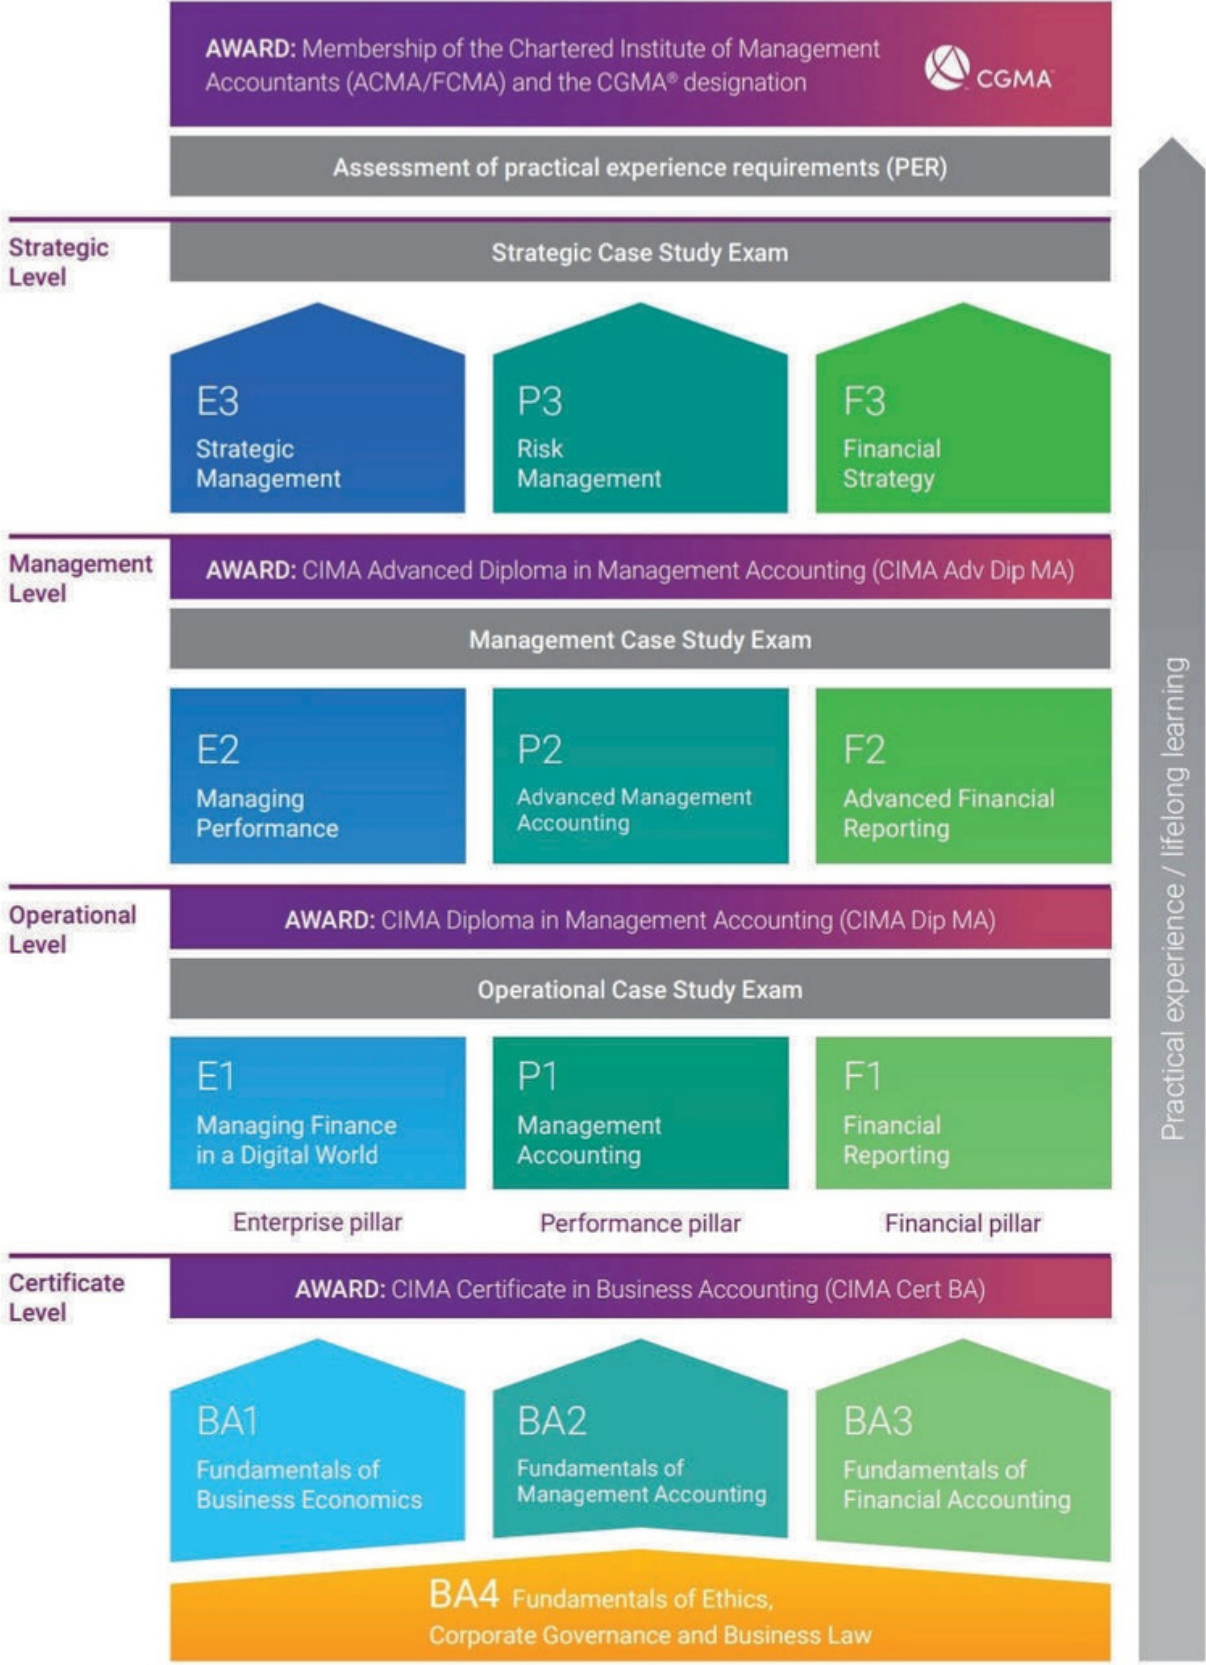 AWARD: Membership of the Chartered Institute of Management
Accountants (ACMA/FCMA) and the CGMA® designation
CGMA™
Assessment of practical experience requirements (PER)
Strategic
Level
Strategic Case Study Exam
E3
Strategic
Management
P3
Risk
Management
F3
Financial
Strategy
Management
Level
AWARD: CIMA Advanced Diploma in Management Accounting (CIMA Adv Dip MA)
Management Case Study Exam
E2
Managing
Performance
P2
Advanced Management
Accounting
F2
Advanced Financial
Reporting
Operational
Level
AWARD: CIMA Diploma in Management Accounting (CIMA Dip MA)
Operational Case Study Exam
E1
Managing Finance
in a Digital World
P1
Management
Accounting
F1
Financial
Reporting
Enterprise pillar
Performance pillar
Financial pillar
Certificate
Level
AWARD: CIMA Certificate in Business Accounting (CIMA Cert BA)
BA1
Fundamentals of
Business Economics
BA2
Fundamentals of
Management Accounting
BA3
Fundamentals of
Financial Accounting
BA4 Fundamentals of Ethics,
Corporate Governance and Business Law
Practical experience / lifelong learning